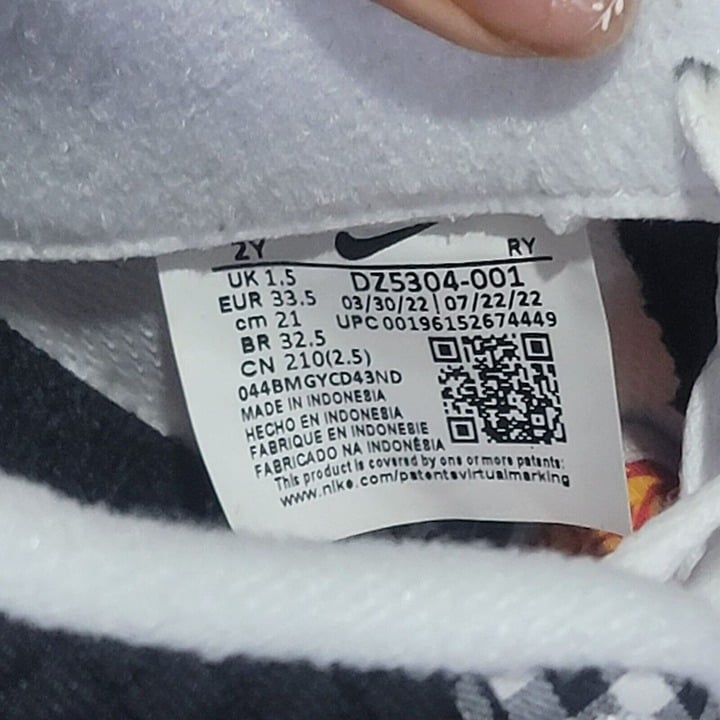 2Y RY
UK 1.5 DZ5304-001
EUR 33.5 03/30/22 | 07/22/22
cm 21 UPC 00196152674449
BR 32.5
CN 210(2.5)
044BMGYCD43ND
MADE IN INDONESIA
HECHO EN INDONESIA
FABRIQUE EN INDONESIE
FABRICADO NA INDONÉSIA
This product is covered by one or more patents:
www.nike.com/patentsvirtualmarking